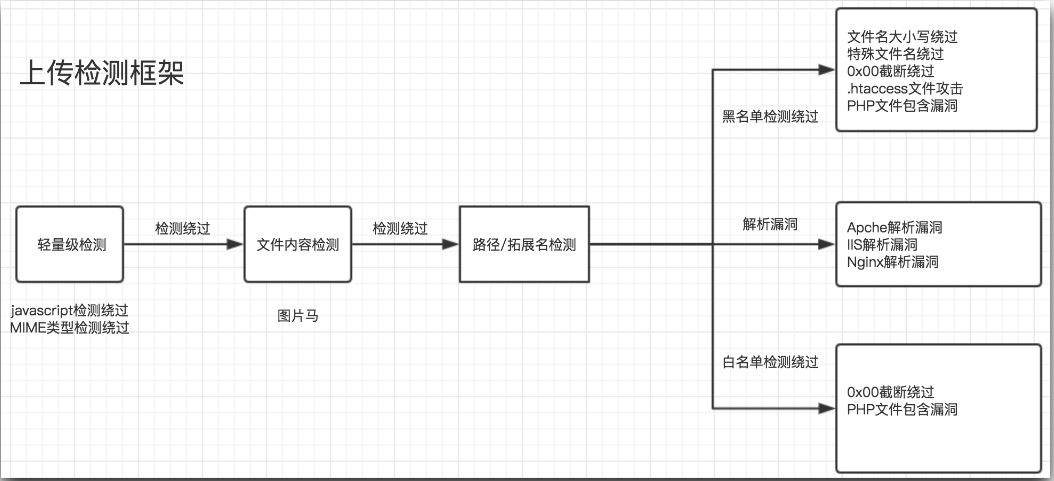 上传检测框架
文件名大小写绕过
特殊文件名绕过
0x00截断绕过
.htaccess文件攻击
PHP文件包含漏洞
黑名单检测绕过
轻量级检测
检测绕过
文件内容检测
检测绕过
路径/拓展名检测
解析漏洞
Apche解析漏洞
IIS解析漏洞
Nginx解析漏洞
javascript检测绕过
MIME类型检测绕过
图片马
白名单检测绕过
0x00截断绕过
PHP文件包含漏洞